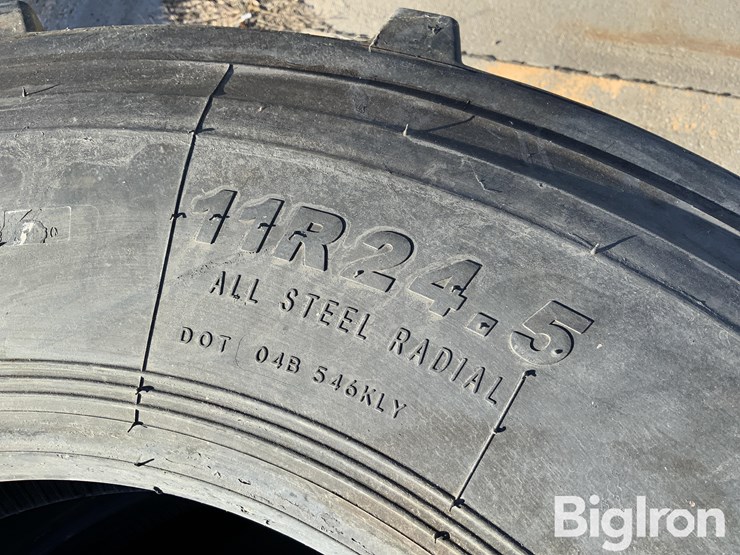 11R24.5
ALL STEEL RADIAL
DOT 04B 546KLY
BigIron